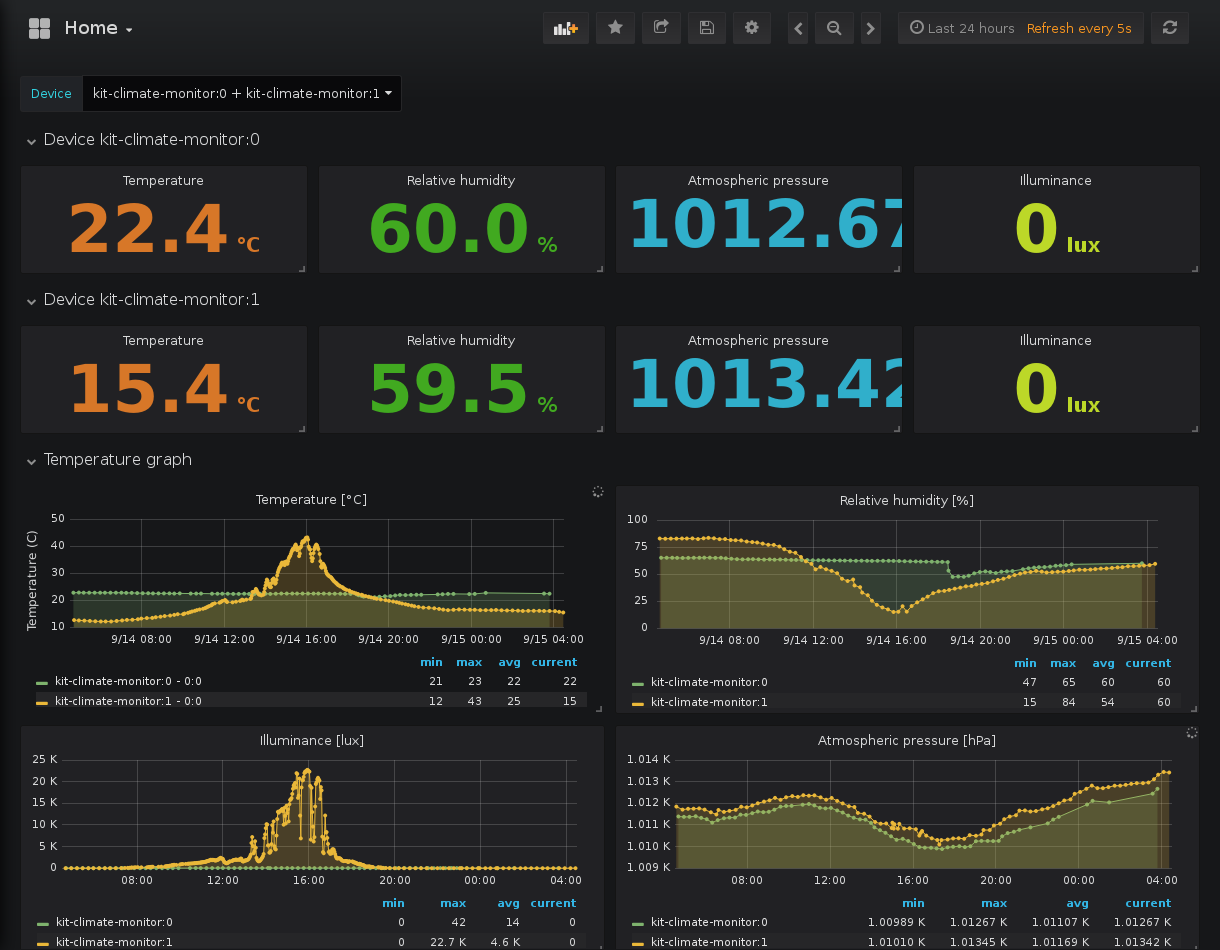 Home
Last 24 hours Refresh every 5s
Device kit-climate-monitor:0 + kit-climate-monitor:1
Device kit-climate-monitor:0
Temperature Relative humidity Atmospheric pressure Illuminance
22.4 °C 60.0 % 1012.67 0 lux
Device kit-climate-monitor:1
Temperature Relative humidity Atmospheric pressure Illuminance
15.4 °C 59.5 % 1013.42 0 lux
Temperature graph
Temperature [°C]
Temperature (C)
50
40
30
20
10
9/14 08:00 9/14 12:00 9/14 16:00 9/14 20:00 9/15 00:00 9/15 04:00
min max avg current
kit-climate-monitor:0 - 0:0 21 23 22 22
kit-climate-monitor:1 - 0:0 12 43 25 15
Relative humidity [%]
100
75
50
25
0
9/14 08:00 9/14 12:00 9/14 16:00 9/14 20:00 9/15 00:00 9/15 04:00
min max avg current
kit-climate-monitor:0 47 65 60 60
kit-climate-monitor:1 15 84 54 60
Illuminance [lux]
25 K
20 K
15 K
10 K
5 K
0
08:00 12:00 16:00 20:00 00:00 04:00
min max avg current
kit-climate-monitor:0 0 42 14 0
kit-climate-monitor:1 0 22.7 K 4.6 K 0
Atmospheric pressure [hPa]
1.014 K
1.013 K
1.012 K
1.011 K
1.010 K
1.009 K
08:00 12:00 16:00 20:00 00:00 04:00
min max avg current
kit-climate-monitor:0 1.00989 K 1.01267 K 1.01107 K 1.01267 K
kit-climate-monitor:1 1.01010 K 1.01345 K 1.01169 K 1.01342 K